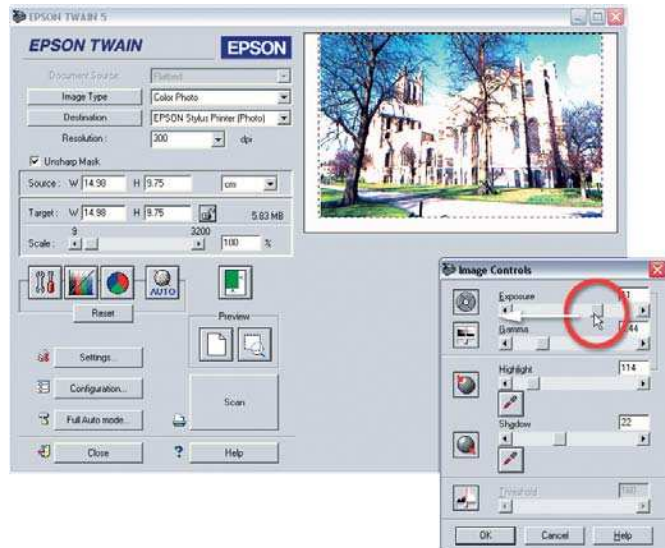 EPSON TWAIN 5
EPSON TWAIN EPSON
Document Source: Flatbed
Image Type Color Photo
Destination EPSON Stylus Printer (Photo)
Resolution: 300 dpi
Unsharp Mask
Source: W 14.98 H 9.75 cm
Target: W 14.98 H 9.75 5.83 MB
9 3200
Scale: 100 %
AUTO
Reset
Preview
Settings...
Configuration...
Full Auto mode...
Scan
Close
Help
Image Controls
Exposure
Gamma
Highlight 114
Shadow 22
Threshold
OK Cancel Help